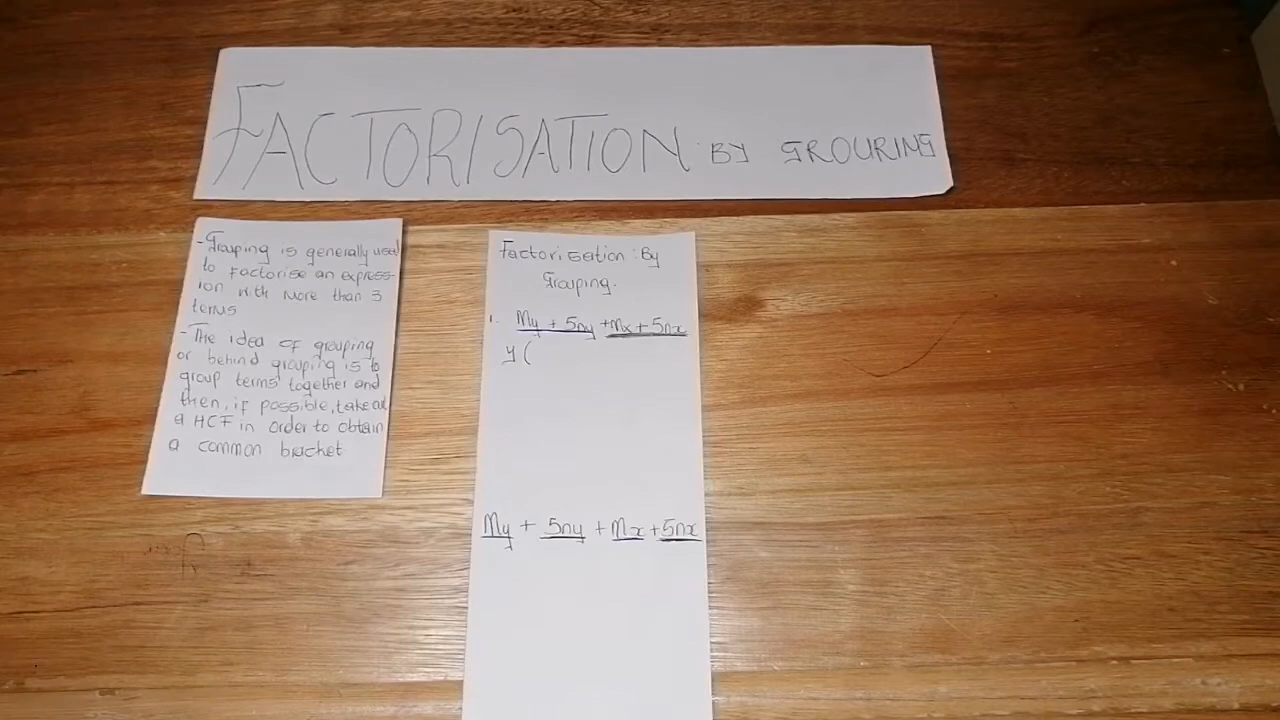 FACTORISATION: BY GROURING
- Grouping is generally used
to Factorise an express-
ion with More than 3
terms
- The idea of grouping
or behind grouping is to
group terms together and
then, if possible, take out
a HCF in order to obtain
a common bracket
Factorisation: By
Grouping.
1. My + 5ny + Mx + 5nx
y (
My + 5ny + Mx + 5nx